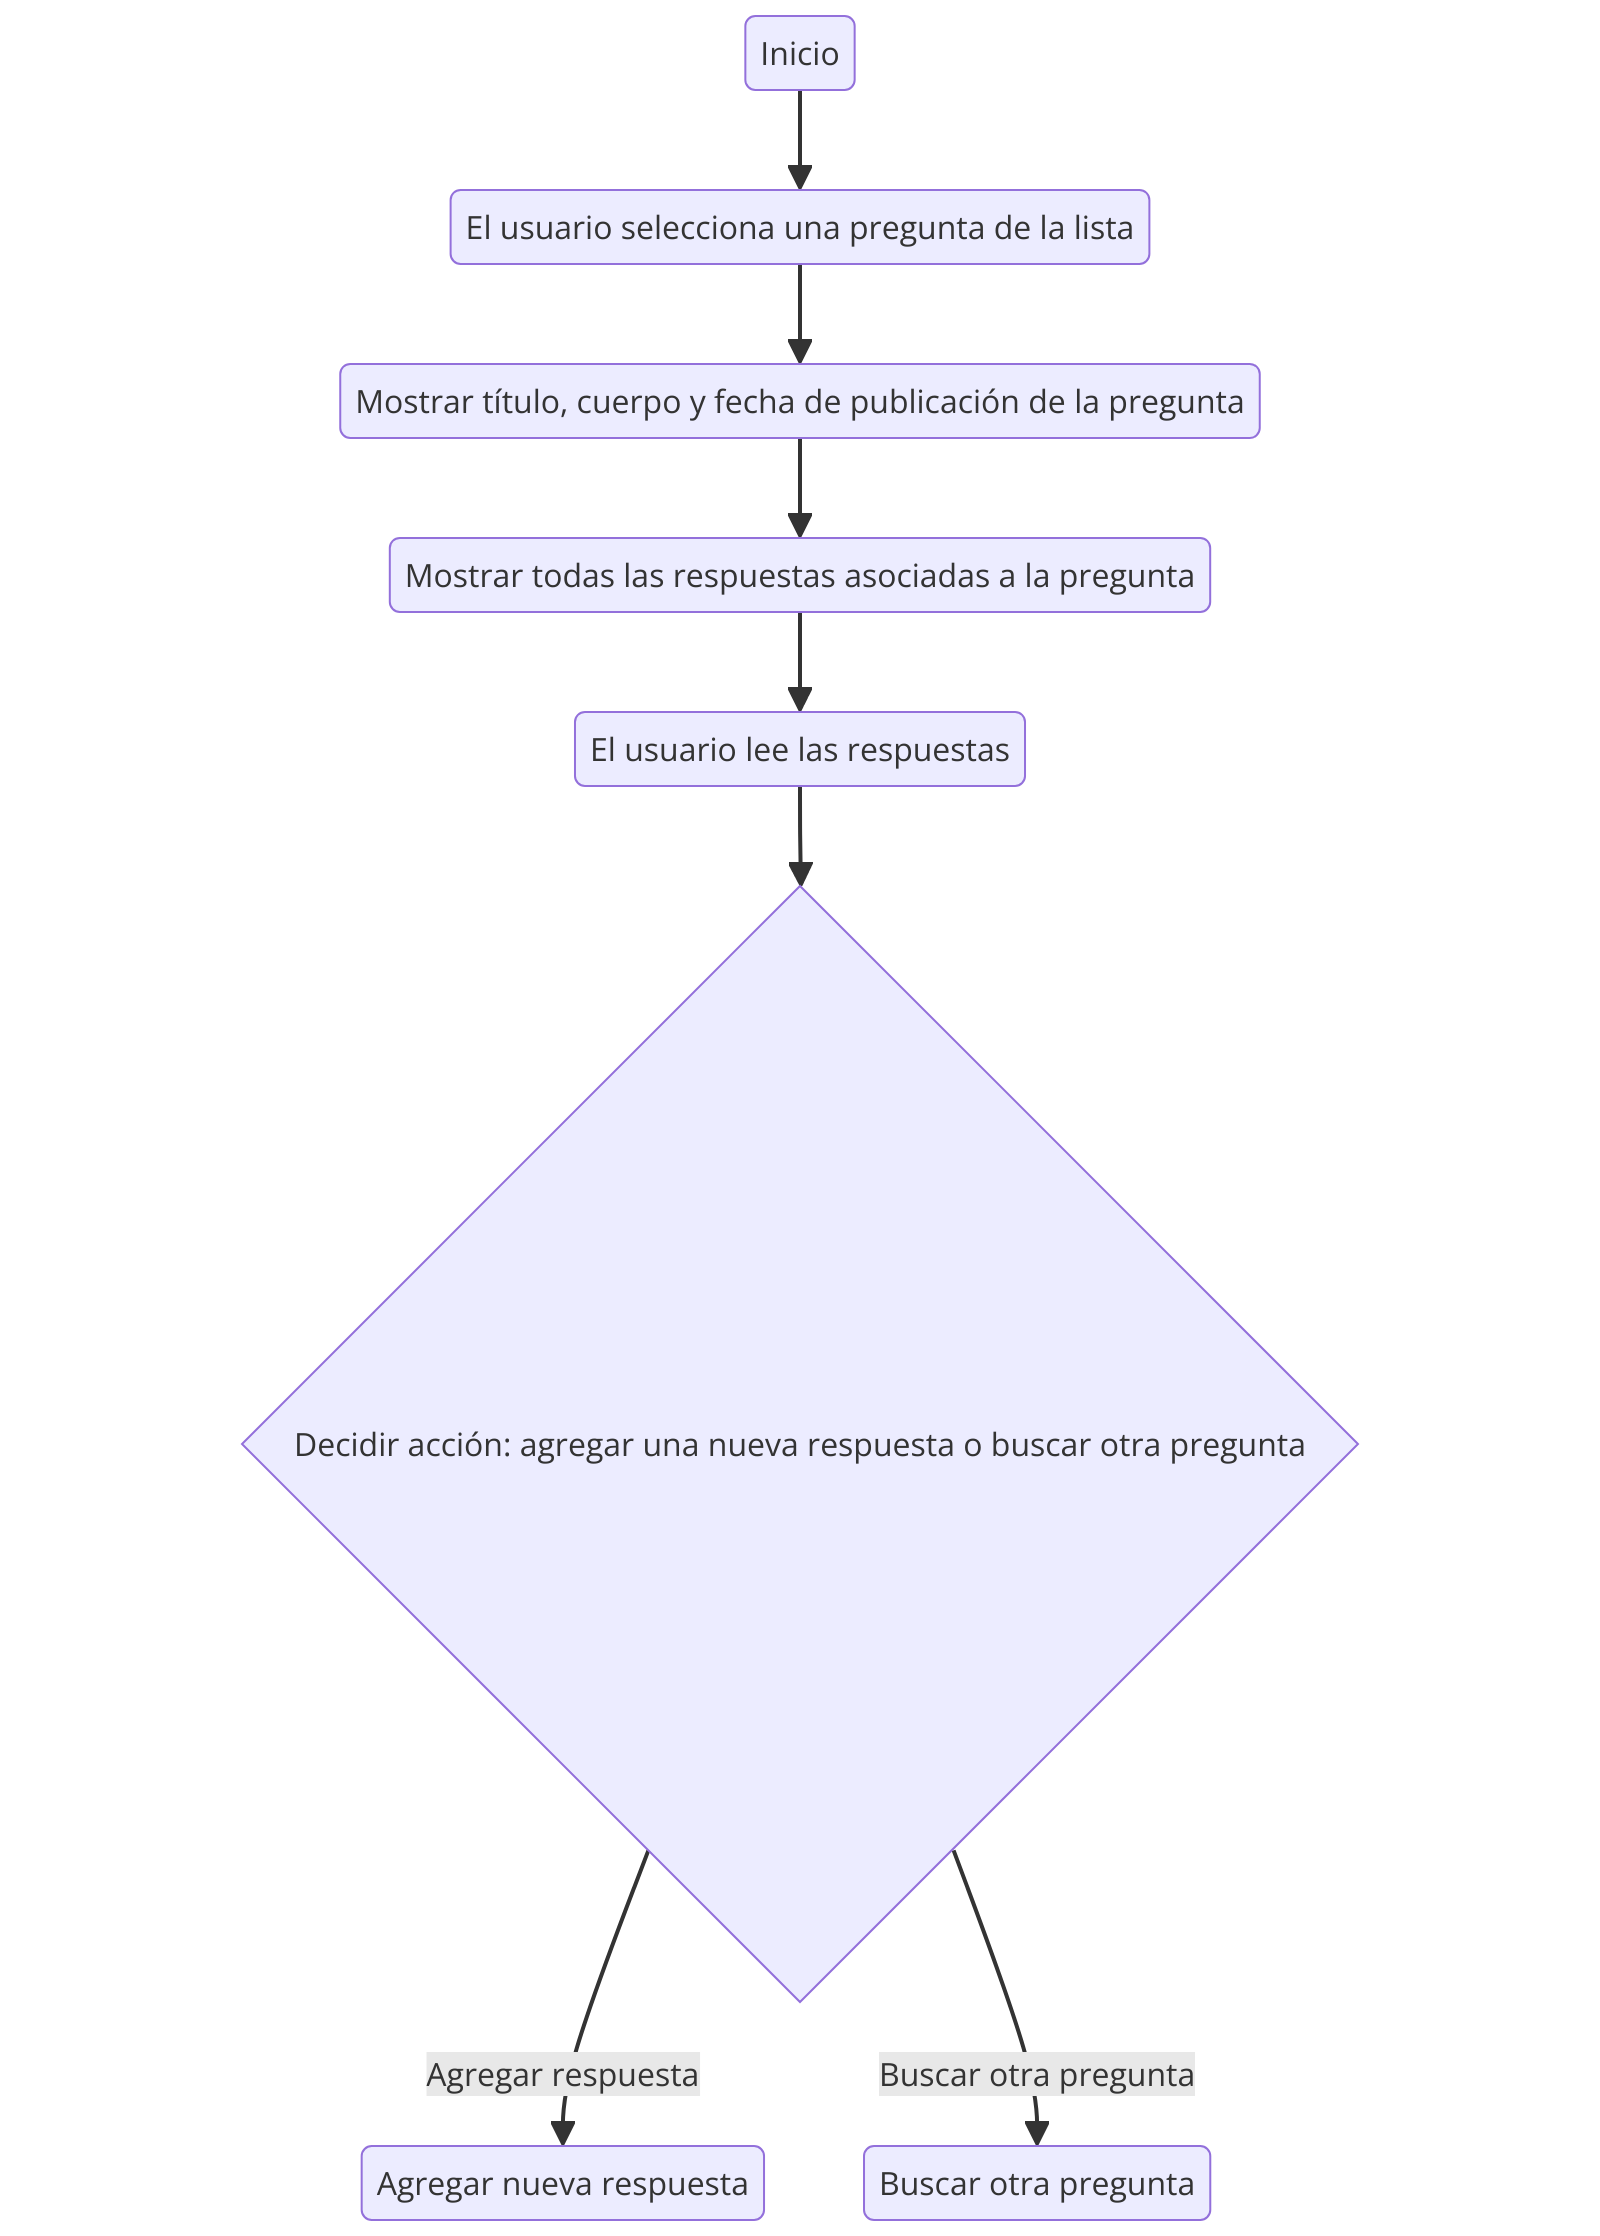 Inicio
El usuario selecciona una pregunta de la lista
Mostrar título, cuerpo y fecha de publicación de la pregunta
Mostrar todas las respuestas asociadas a la pregunta
El usuario lee las respuestas
Decidir acción: agregar una nueva respuesta o buscar otra pregunta
Agregar respuesta
Buscar otra pregunta
Agregar nueva respuesta
Buscar otra pregunta